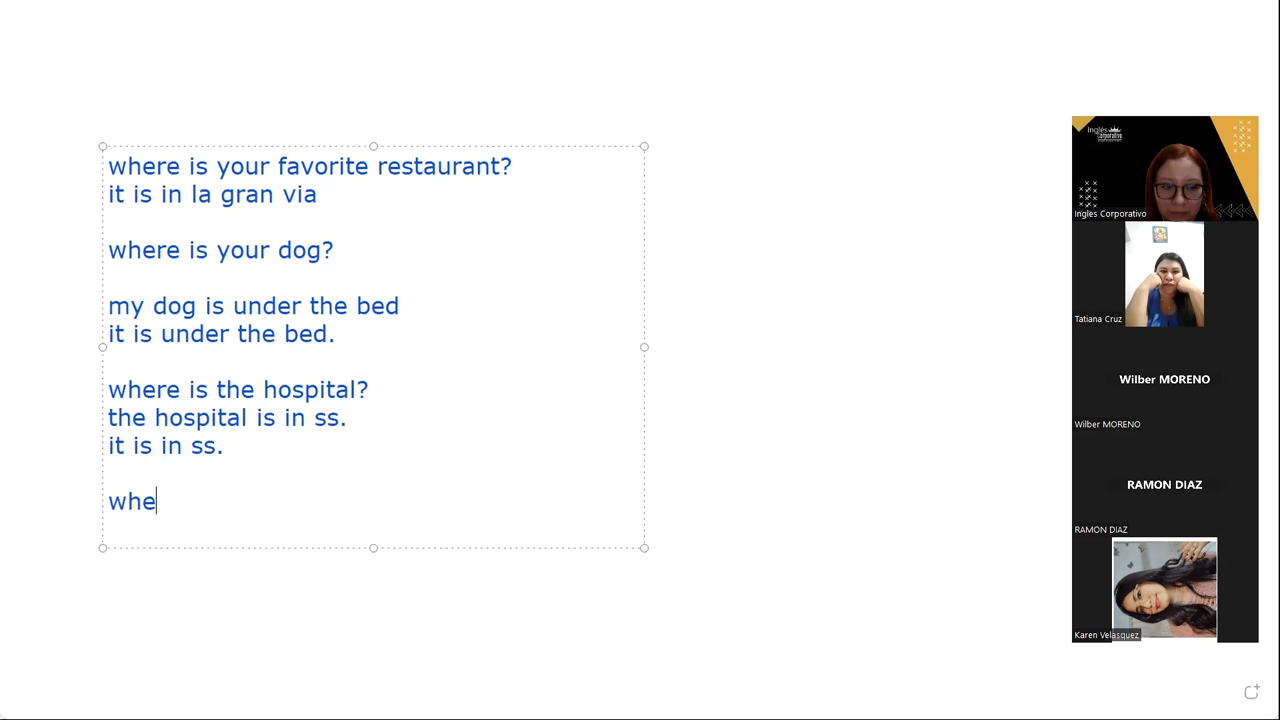 where is your favorite restaurant?
it is in la gran via
where is your dog?
my dog is under the bed
it is under the bed.
where is the hospital?
the hospital is in ss.
it is in ss.
whe
Inglés
Corporativo
Ingles Corporativo
Tatiana Cruz
Wilber MORENO
Wilber MORENO
RAMON DIAZ
RAMON DIAZ
Karen Velasquez